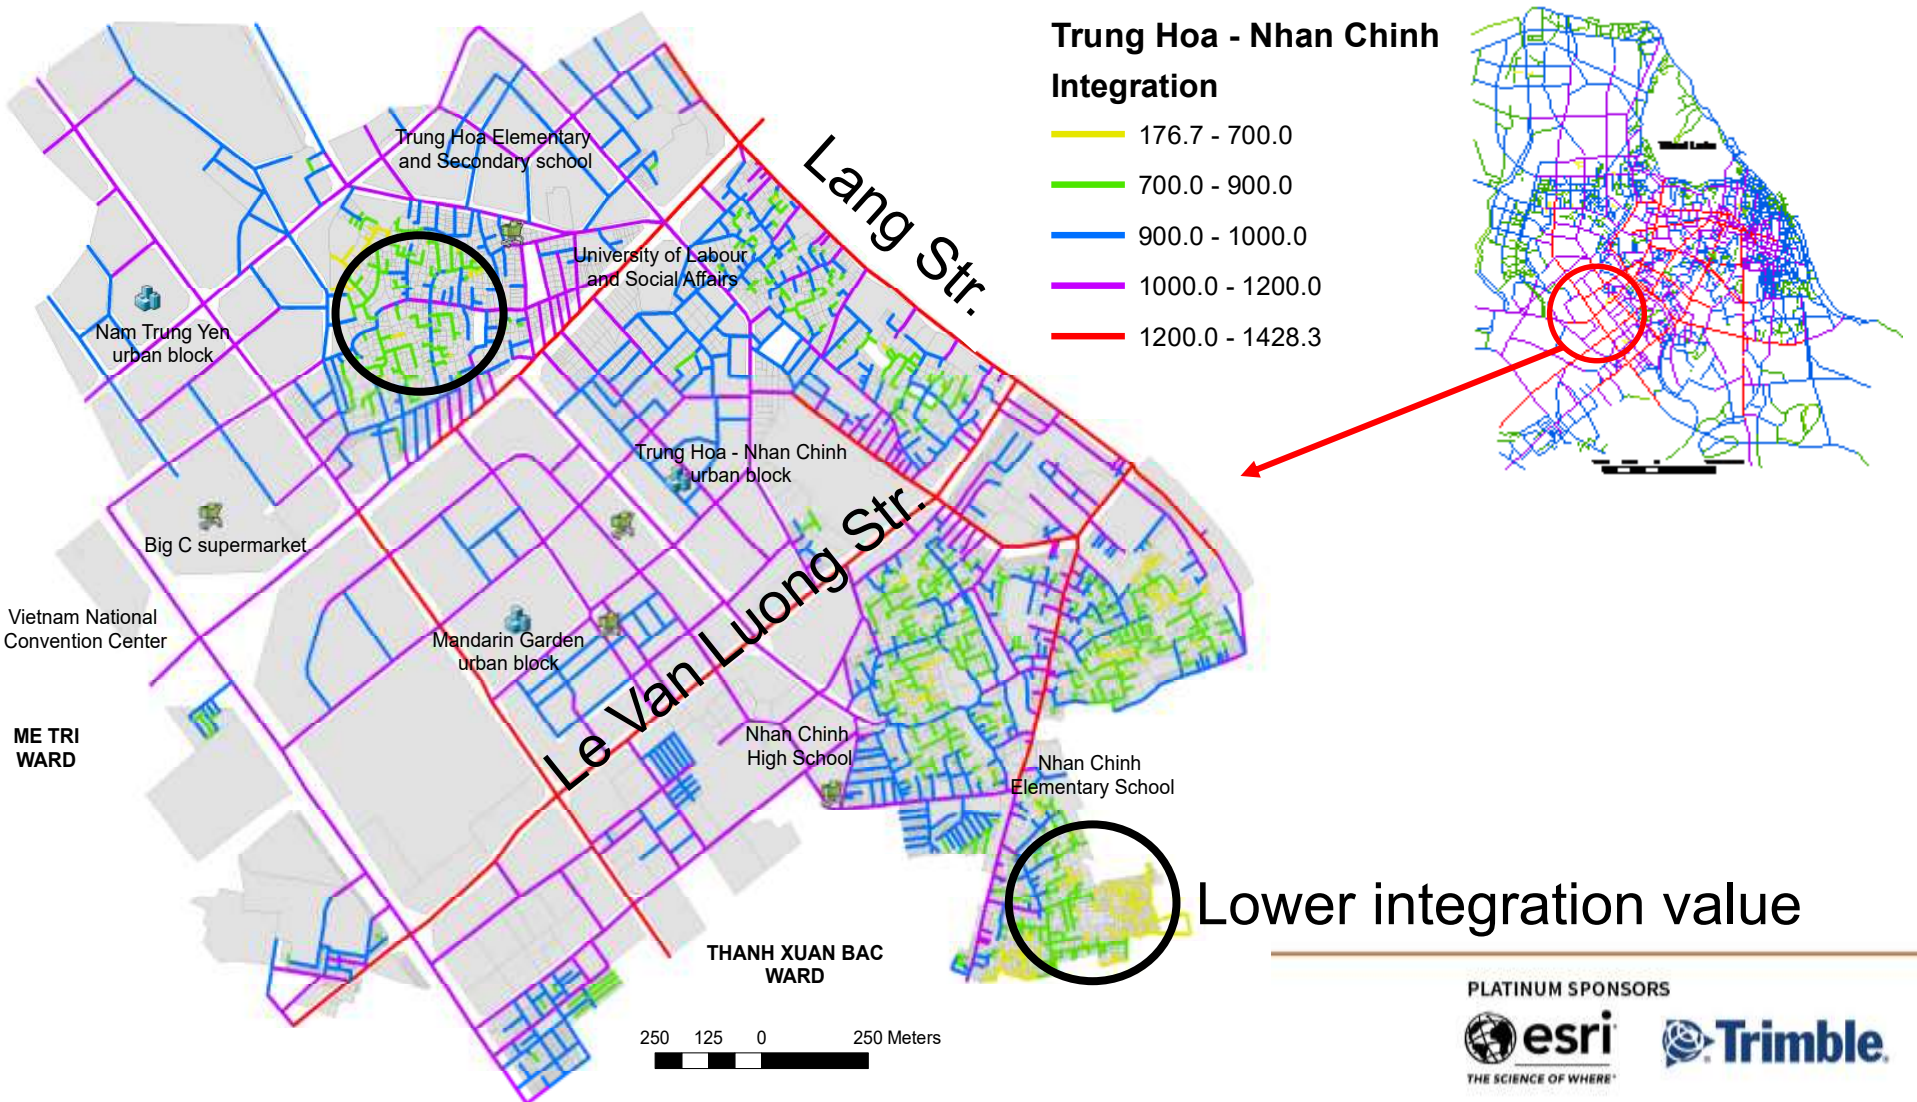 Trung Hoa - Nhan Chinh
Integration
176.7 - 700.0
700.0 - 900.0
900.0 - 1000.0
1000.0 - 1200.0
1200.0 - 1428.3
Trung Hoa Elementary
and Secondary school
Lang Str.
University of Labour
and Social Affairs
Nam Trung Yen
urban block
Trung Hoa - Nhan Chinh
urban block
Big C supermarket
Le Van Luong Str.
Vietnam National
Convention Center
Mandarin Garden
urban block
ME TRI
WARD
Nhan Chinh
High School
Nhan Chinh
Elementary School
Lower integration value
THANH XUAN BAC
WARD
250 125 0 250 Meters
PLATINUM SPONSORS
esri
THE SCIENCE OF WHERE
Trimble